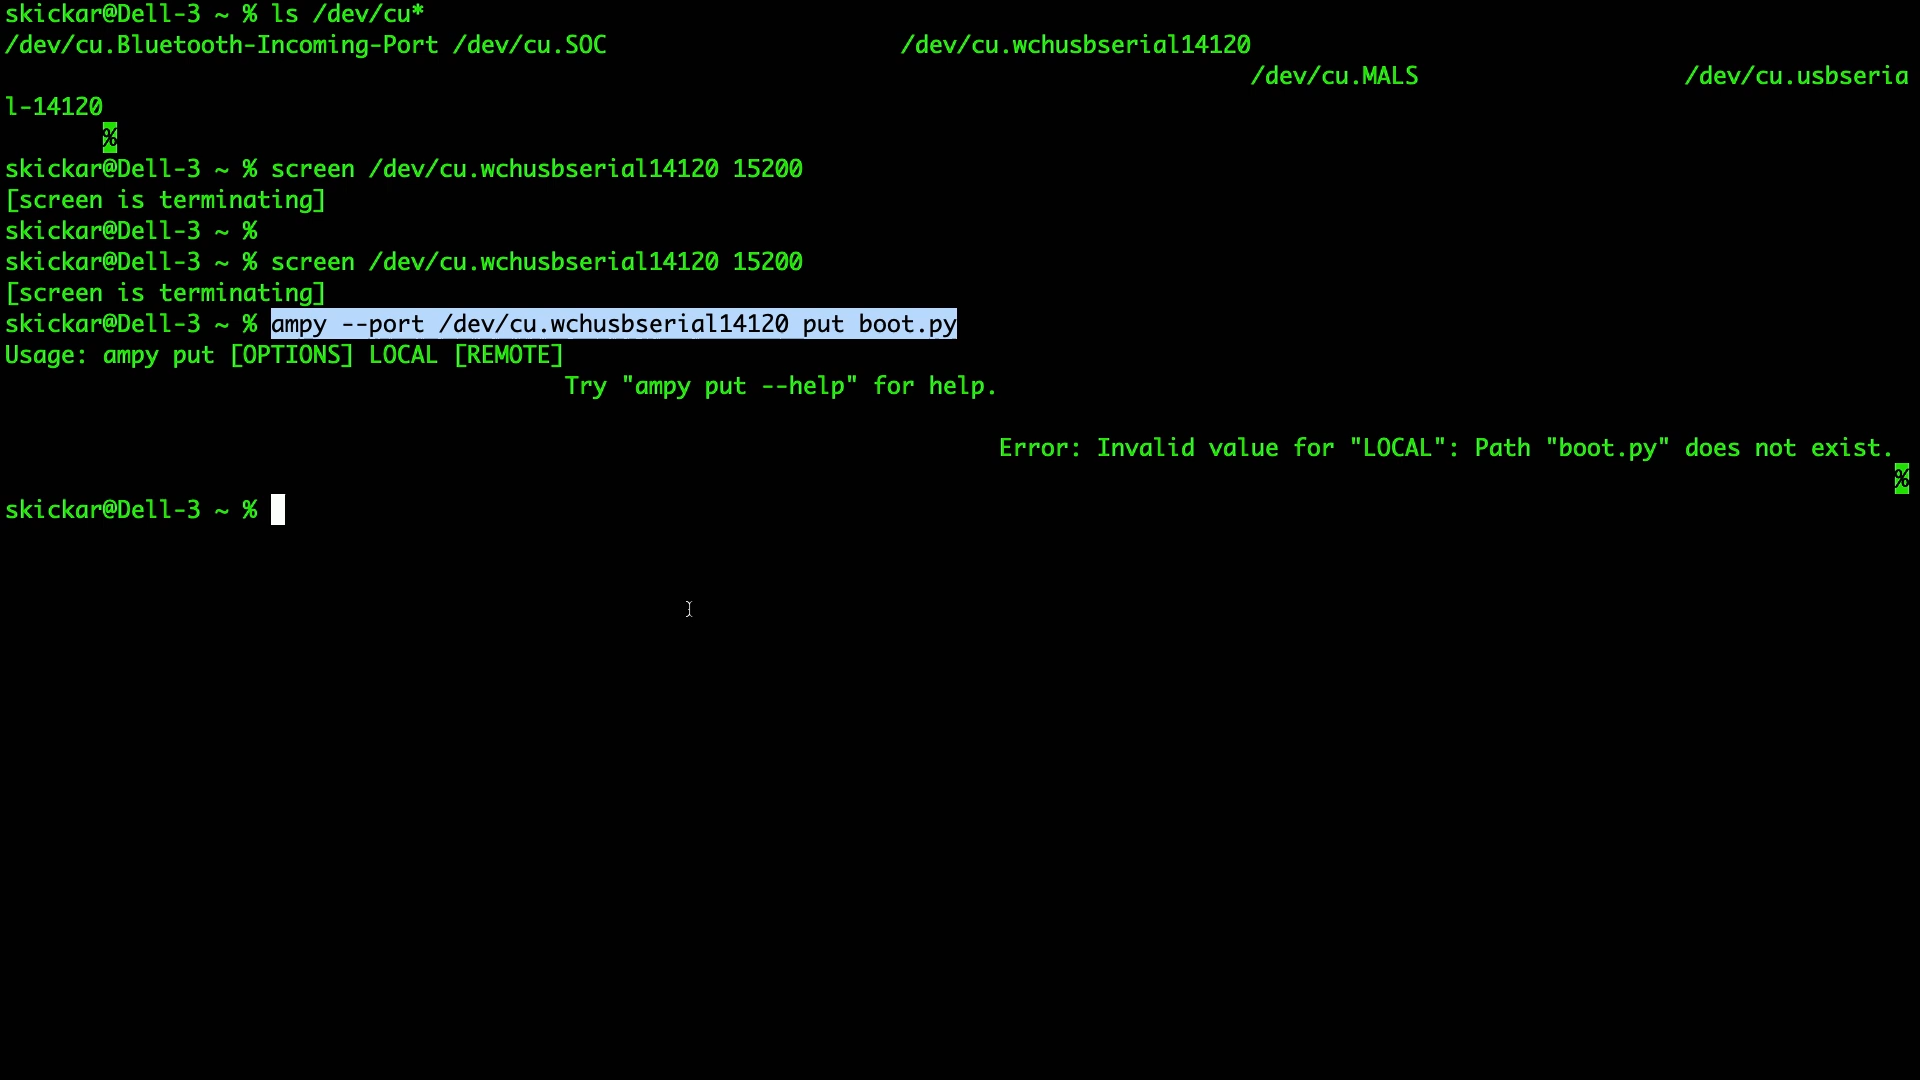 skickar@Dell-3 ~ % ls /dev/cu*
/dev/cu.Bluetooth-Incoming-Port /dev/cu.SOC /dev/cu.wchusbserial14120
/dev/cu.MALS /dev/cu.usbseria
l-14120
%
skickar@Dell-3 ~ % screen /dev/cu.wchusbserial14120 15200
[screen is terminating]
skickar@Dell-3 ~ %
skickar@Dell-3 ~ % screen /dev/cu.wchusbserial14120 15200
[screen is terminating]
skickar@Dell-3 ~ % ampy --port /dev/cu.wchusbserial14120 put boot.py
Usage: ampy put [OPTIONS] LOCAL [REMOTE]
Try "ampy put --help" for help.
Error: Invalid value for "LOCAL": Path "boot.py" does not exist.
%
skickar@Dell-3 ~ %